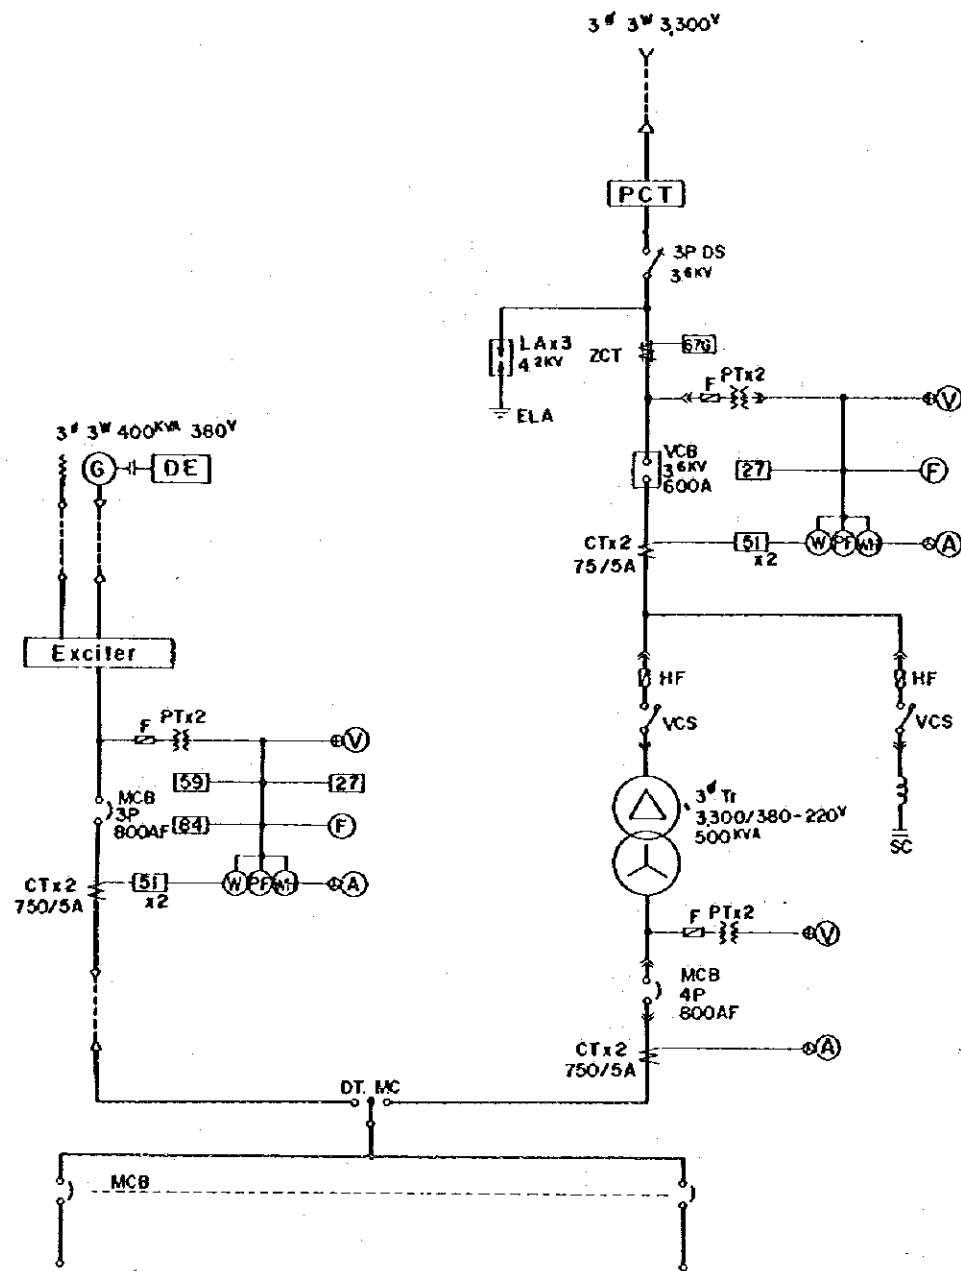 3ø 3W 3,300V
PCT
3P DS
3.6KV
LAx3
4.2KV
ELA
ZCT
67G
F PTx2
V
VCB
3.6KV
600A
27
F
CTx2
75/5A
51
x2
W PF WH
A
HF
VCS
HF
VCS
SC
3ø Tr
3,300/380-220V
500KVA
F PTx2
V
MCB
4P
800AF
CTx2
750/5A
A
3ø 3W 400KVA 380V
G
DE
Exciter
F PTx2
V
59
27
MCB
3P
800AF
84
F
CTx2
750/5A
51
x2
W PF WH
A
DT. MC
MCB